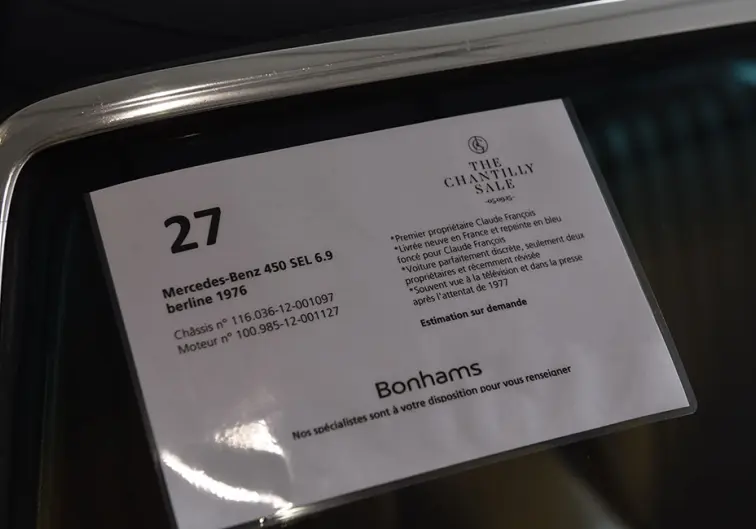 27
Mercedes-Benz 450 SEL 6.9
berline 1976
Châssis n° 116.036-12-001097
Moteur n° 100.985-12-001127
THE
CHANTILLY
SALE
-05.09.15-
*Premier propriétaire Claude François
*Livrée neuve en France et repeinte en bleu
foncé pour Claude François
*Voiture parfaitement discrète, seulement deux
propriétaires et récemment révisée
*Souvent vue à la télévision et dans la presse
après l'attentat de 1977
Estimation sur demande
Bonhams
Nos spécialistes sont à votre disposition pour vous renseigner